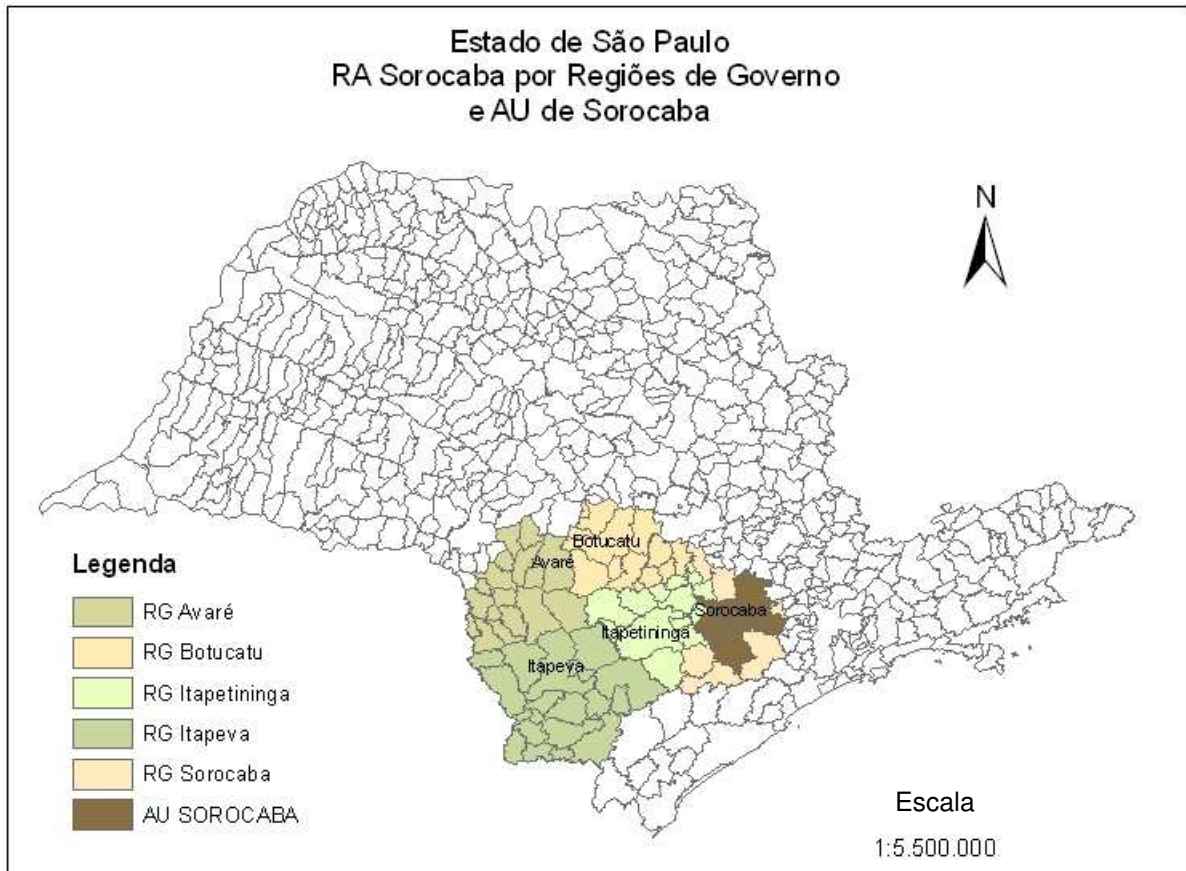 Estado de São Paulo
RA Sorocaba por Regiões de Governo
e AU de Sorocaba
N
Botucatu
Avaré
Sorocaba
Itapetininga
Itapeva
Legenda
RG Avaré
RG Botucatu
RG Itapetininga
RG Itapeva
RG Sorocaba
AU SOROCABA
Escala
1:5.500.000